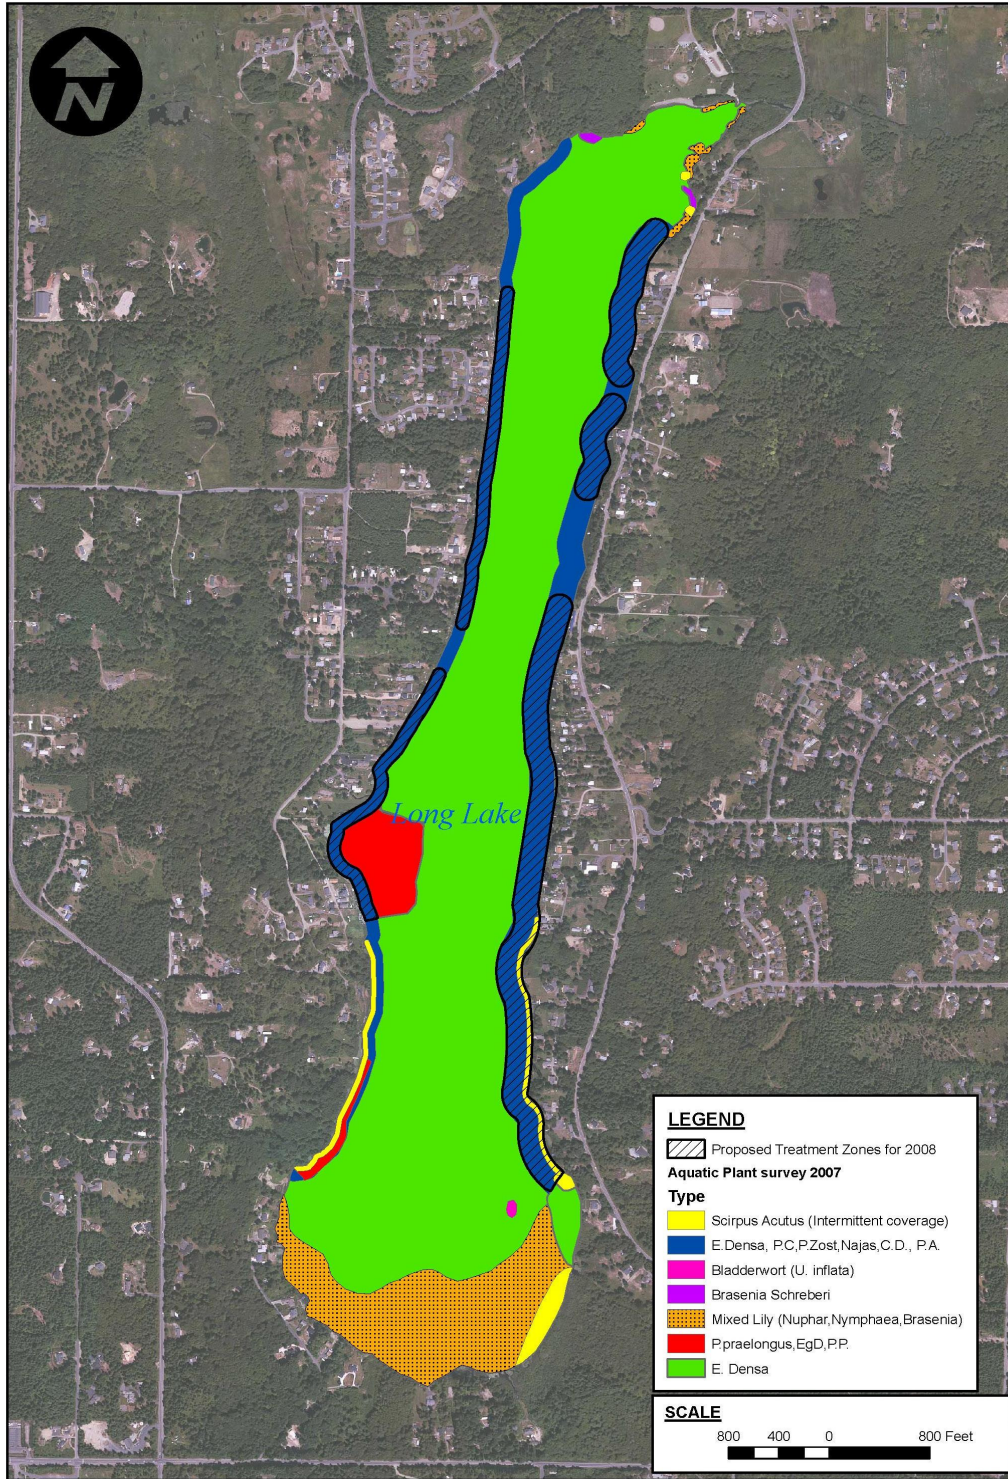 N
Long Lake
LEGEND
Proposed Treatment Zones for 2008
Aquatic Plant survey 2007
Type
Scirpus Acutus (Intermittent coverage)
E.Densa, P.C,P.Zost,Najas,C.D., P.A.
Bladderwort (U. inflata)
Brasenia Schreberi
Mixed Lily (Nuphar,Nymphaea,Brasenia)
P.praelongus,EgD,P.P.
E. Densa
SCALE
800 400 0 800 Feet